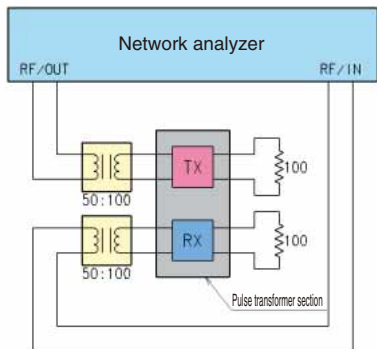 Network analyzer
RF/OUT
RF/IN
TX
100
50:100
RX
100
50:100
Pulse transformer section